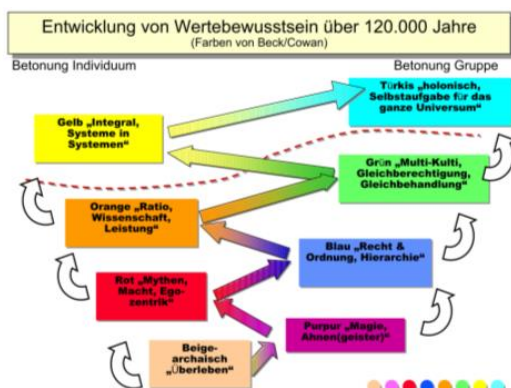 Entwicklung von Wertebewusstsein über 120.000 Jahre
(Farben von Beck/Cowan)
Betonung Individuum
Betonung Gruppe
Türkis „holonisch,
Selbstaufgabe für das
ganze Universum“
Gelb „Integral,
Systeme in
Systemen“
Grün „Multi-Kulti,
Gleichberechtigung,
Gleichbehandlung“
Orange „Ratio,
Wissenschaft,
Leistung“
Blau „Recht &
Ordnung, Hierarchie“
Rot „Mythen,
Macht, Ego-
zentrik“
Purpur „Magie,
Ahnen(geister)
Beige-
archaisch
„Überleben“